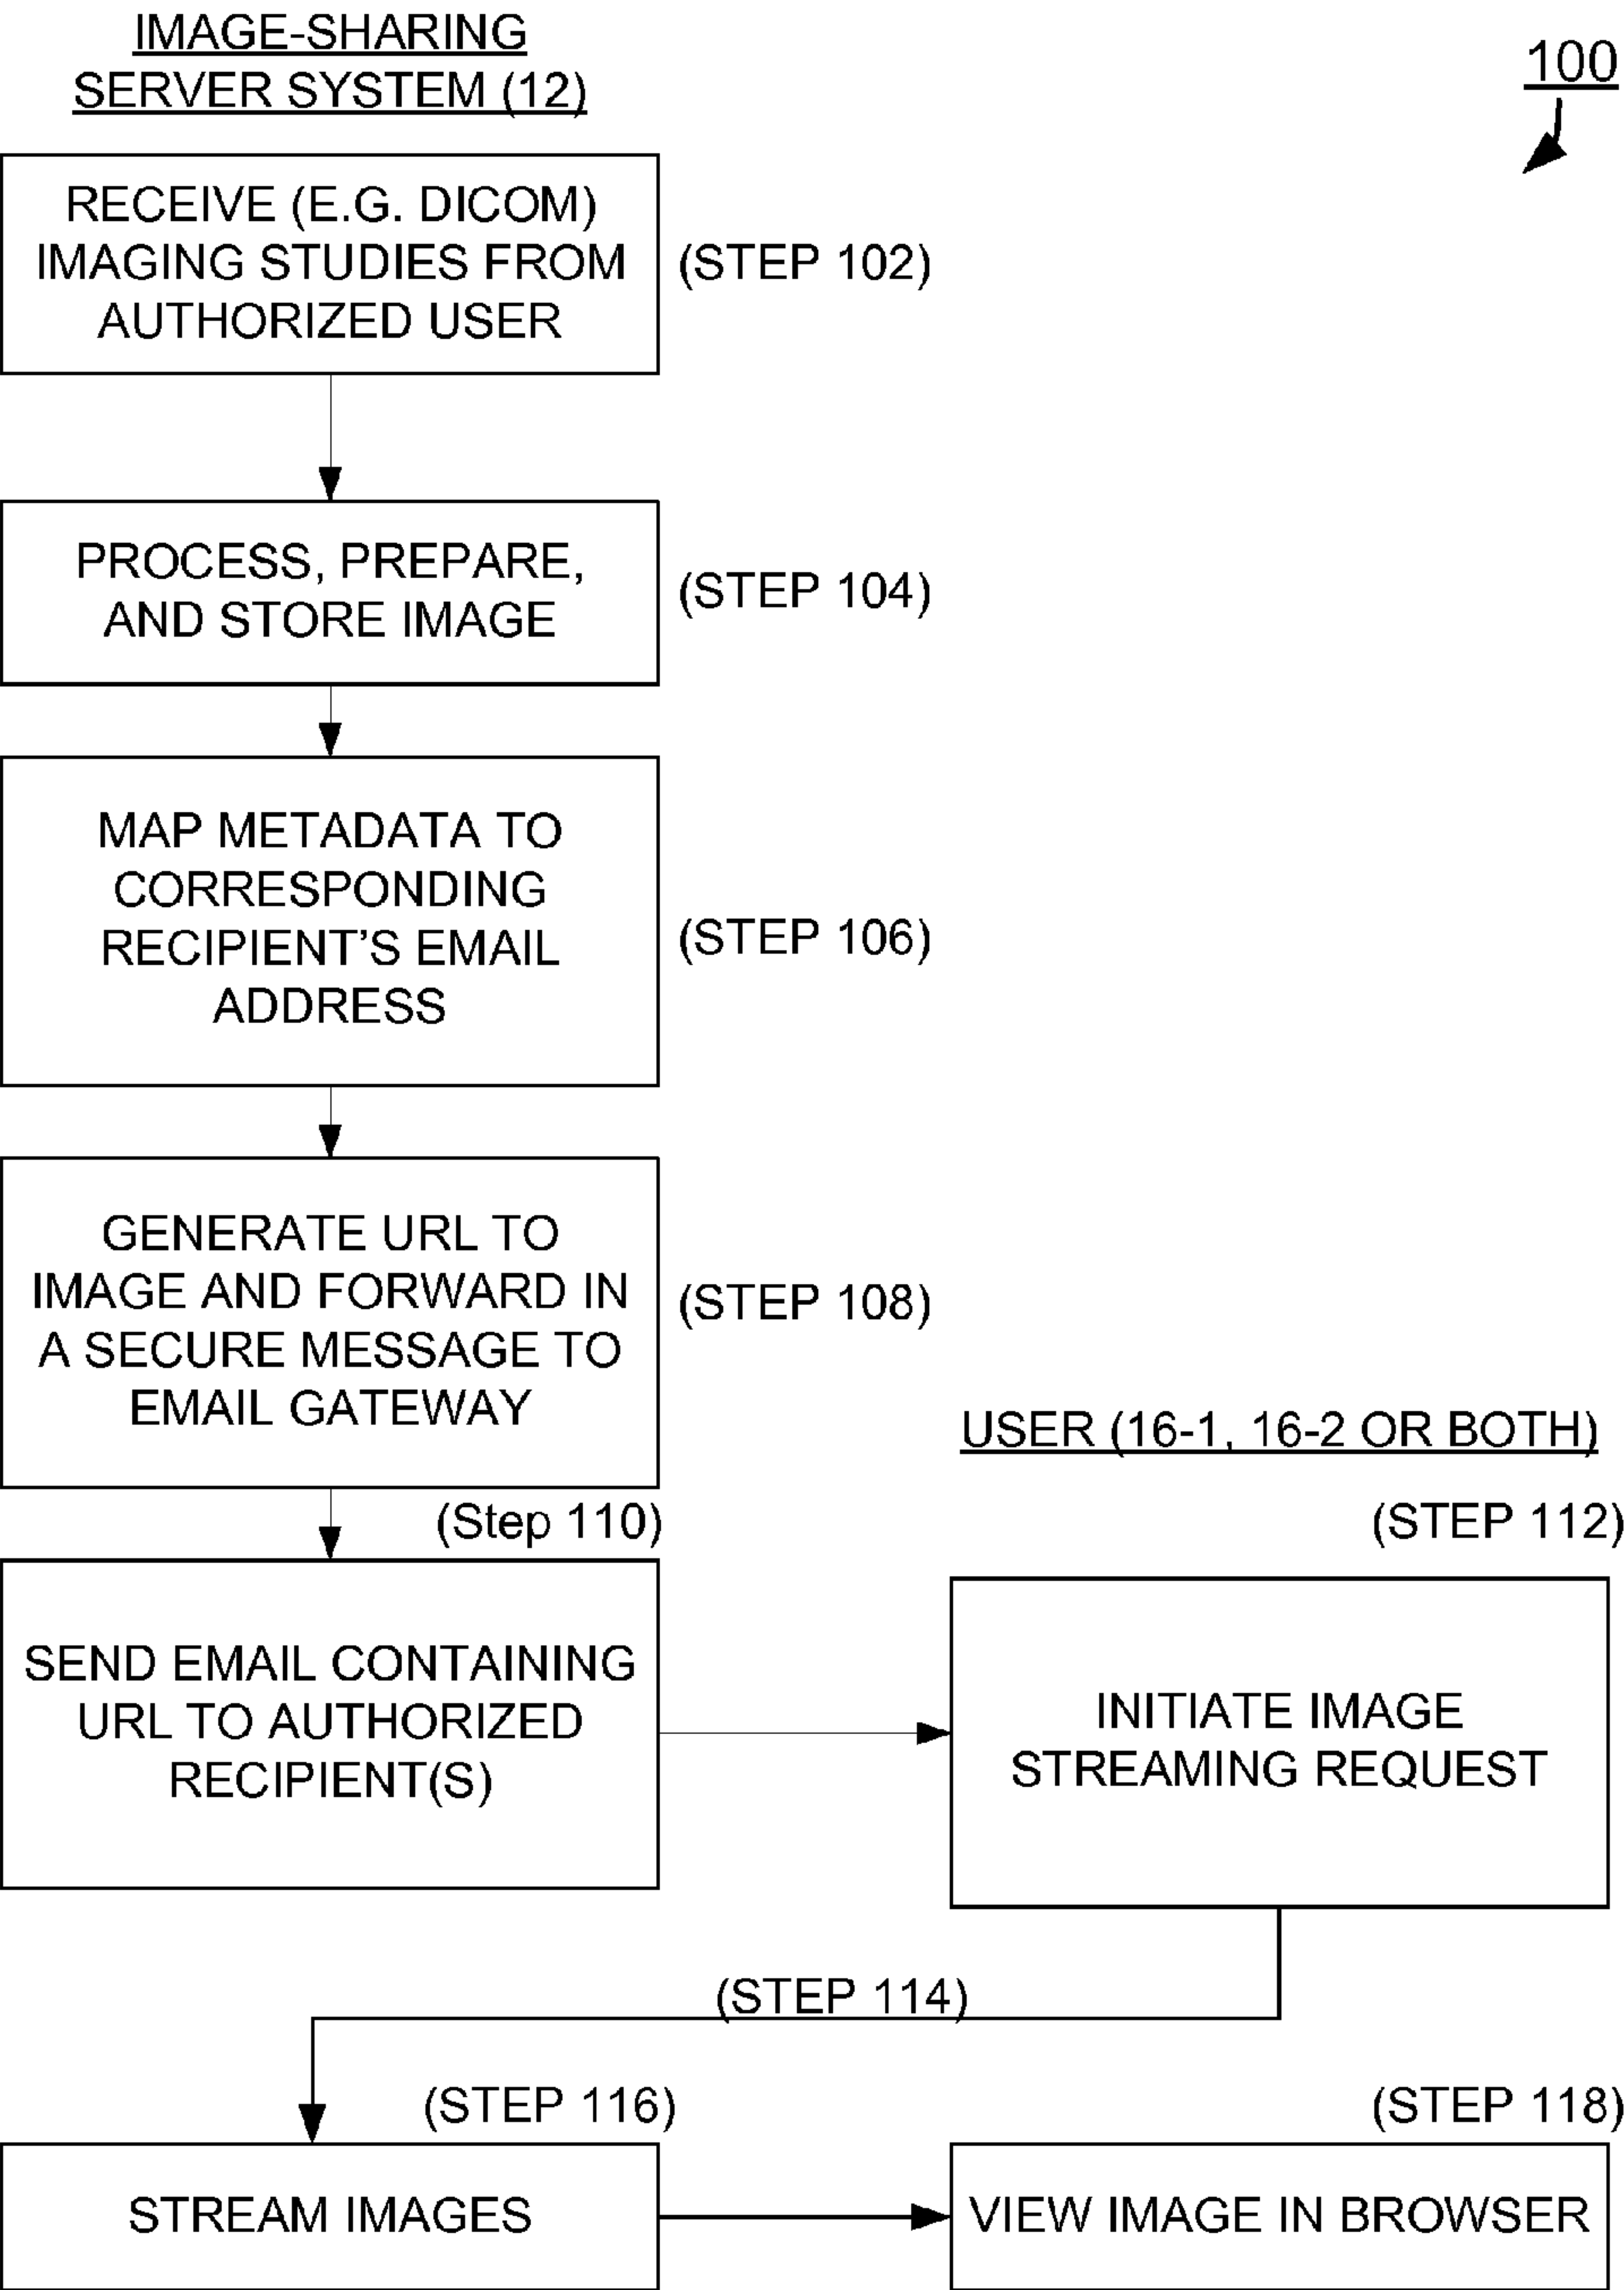 IMAGE-SHARING
SERVER SYSTEM (12)
100
RECEIVE (E.G. DICOM)
IMAGING STUDIES FROM
AUTHORIZED USER
(STEP 102)
PROCESS, PREPARE,
AND STORE IMAGE
(STEP 104)
MAP METADATA TO
CORRESPONDING
RECIPIENT'S EMAIL
ADDRESS
(STEP 106)
GENERATE URL TO
IMAGE AND FORWARD IN
A SECURE MESSAGE TO
EMAIL GATEWAY
(STEP 108)
USER (16-1, 16-2 OR BOTH)
(Step 110)
SEND EMAIL CONTAINING
URL TO AUTHORIZED
RECIPIENT(S)
(STEP 112)
INITIATE IMAGE
STREAMING REQUEST
(STEP 114)
(STEP 116)
STREAM IMAGES
(STEP 118)
VIEW IMAGE IN BROWSER